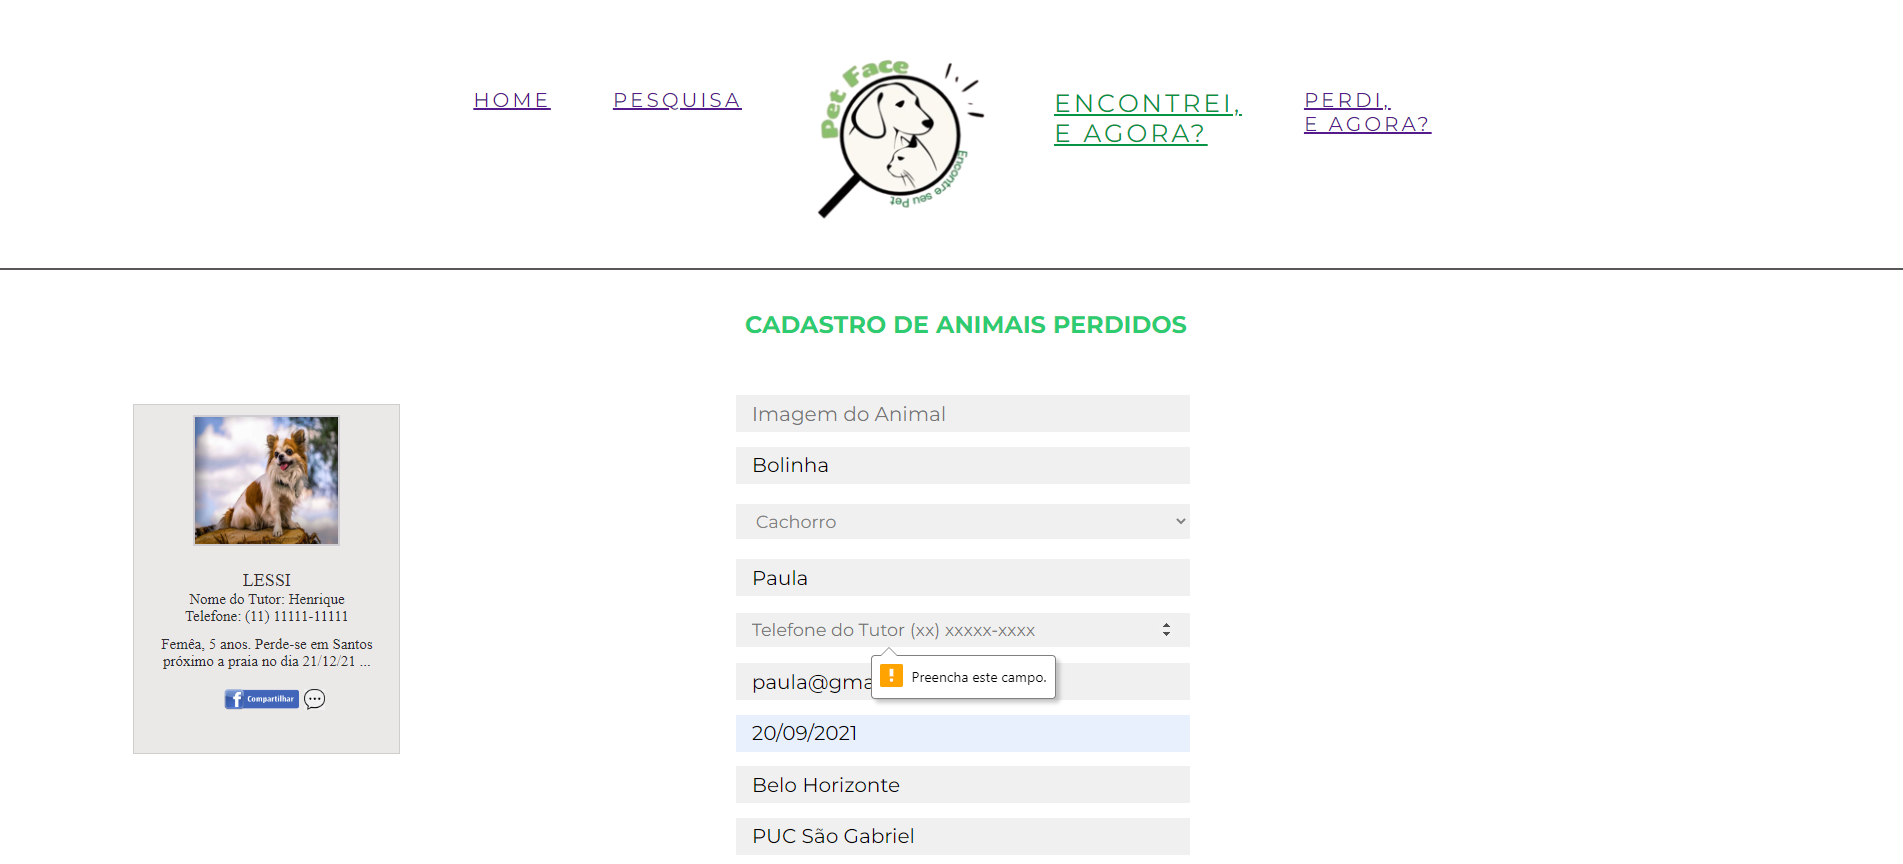 HOME
PESQUISA
Pet Face
Encontre seu Pet
ENCONTREI,
E AGORA?
PERDI,
E AGORA?
CADASTRO DE ANIMAIS PERDIDOS
LESSI
Nome do Tutor: Henrique
Telefone: (11) 11111-11111
Femêa, 5 anos. Perde-se em Santos
próximo a praia no dia 21/12/21 ...
f Compartilhar
Imagem do Animal
Bolinha
Cachorro
Paula
Telefone do Tutor (xx) xxxxx-xxxx
Preencha este campo.
paula@gma
20/09/2021
Belo Horizonte
PUC São Gabriel